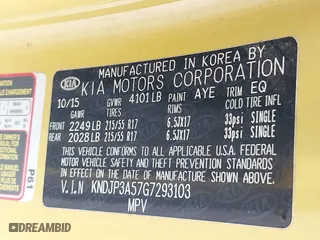 MANUFACTURED IN KOREA BY
KIA KIA MOTORS CORPORATION
10/15 GVWR 4101LB PAINT AYE TRIM EQ
GAWR TIRES RIMS COLD TIRE INFL
FRONT 2249LB 215/55 R17 6.5JX17 33psi SINGLE
REAR 2028LB 215/55 R17 6.5JX17 33psi SINGLE
THIS VEHICLE CONFORMS TO ALL APPLICABLE U.S.A FEDERAL
MOTOR VEHICLE SAFETY, BUMPER, AND THEFT
PREVENTION STANDARDS IN EFFECT ON THE
DATE OF MANUFACTURE SHOWN ABOVE.
V.I.N KNDJP3A57G7293103
MPV
P61
DREAMBID